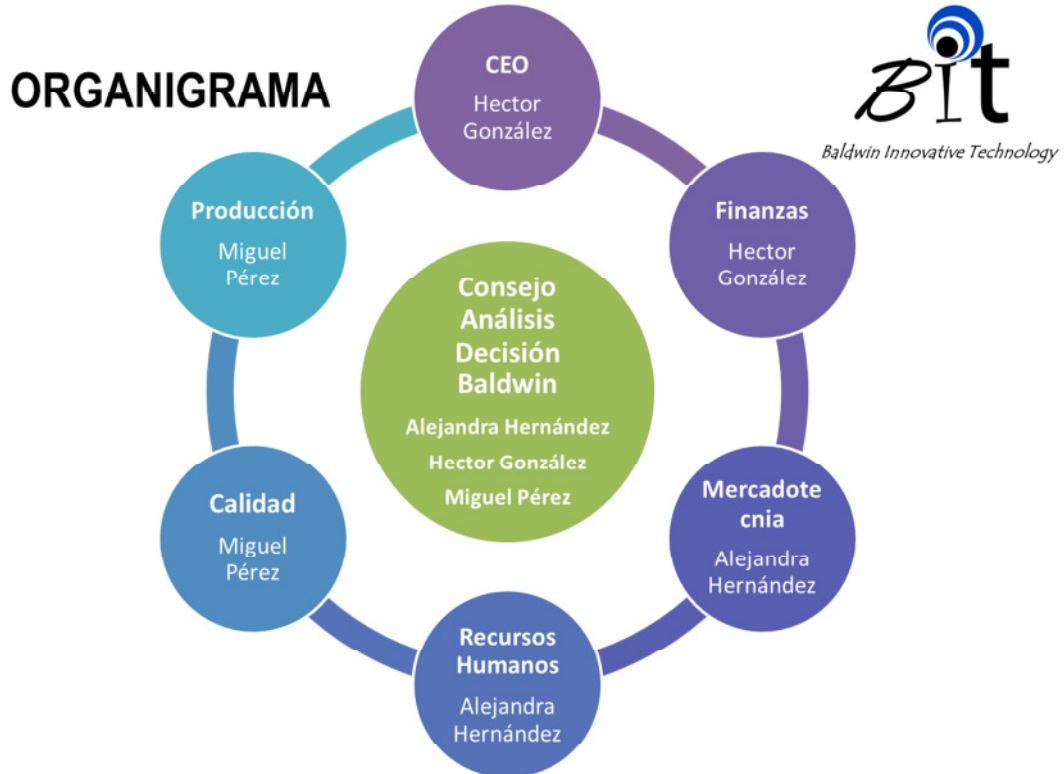 ORGANIGRAMA
BIt
Baldwin Innovative Technology
CEO
Hector
González
Finanzas
Hector
González
Mercadote
cnia
Alejandra
Hernández
Recursos
Humanos
Alejandra
Hernández
Calidad
Miguel
Pérez
Producción
Miguel
Pérez
Consejo
Análisis
Decisión
Baldwin
Alejandra Hernández
Hector González
Miguel Pérez